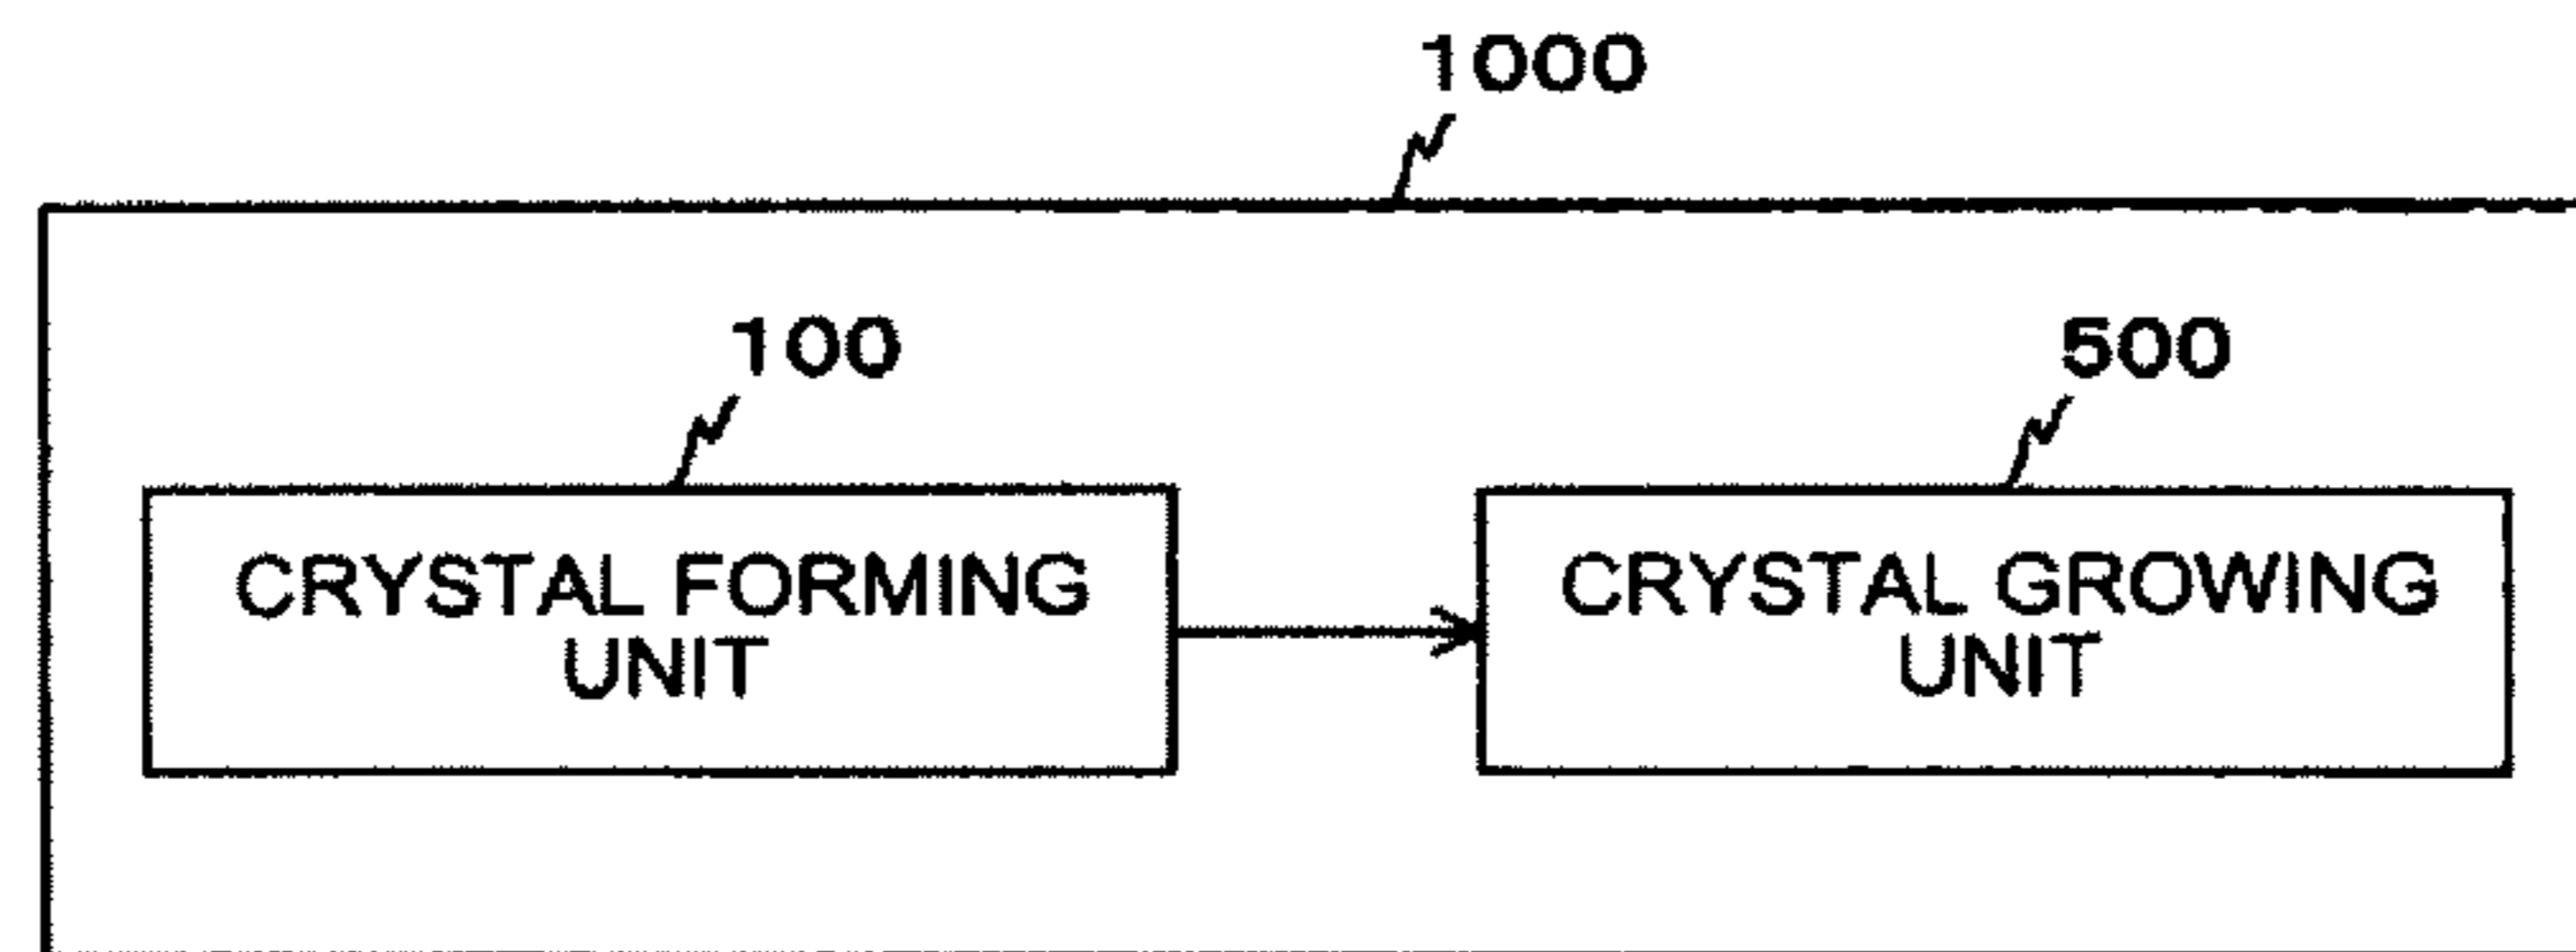 1000
100
500
CRYSTAL FORMING
UNIT
CRYSTAL GROWING
UNIT